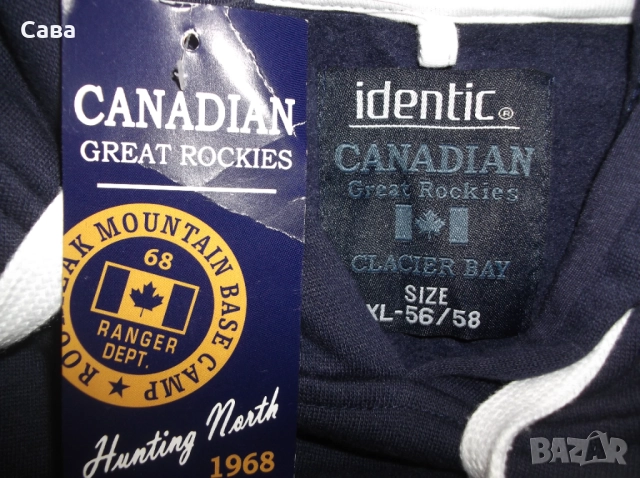 Сава
CANADIAN
GREAT ROCKIES
MOUNTAIN BASE CAMP
68
RANGER
DEPT.
Hunting North
1968
identic®
CANADIAN
Great Rockies
CLACIER BAY
SIZE
XL-56/58
BAZAR